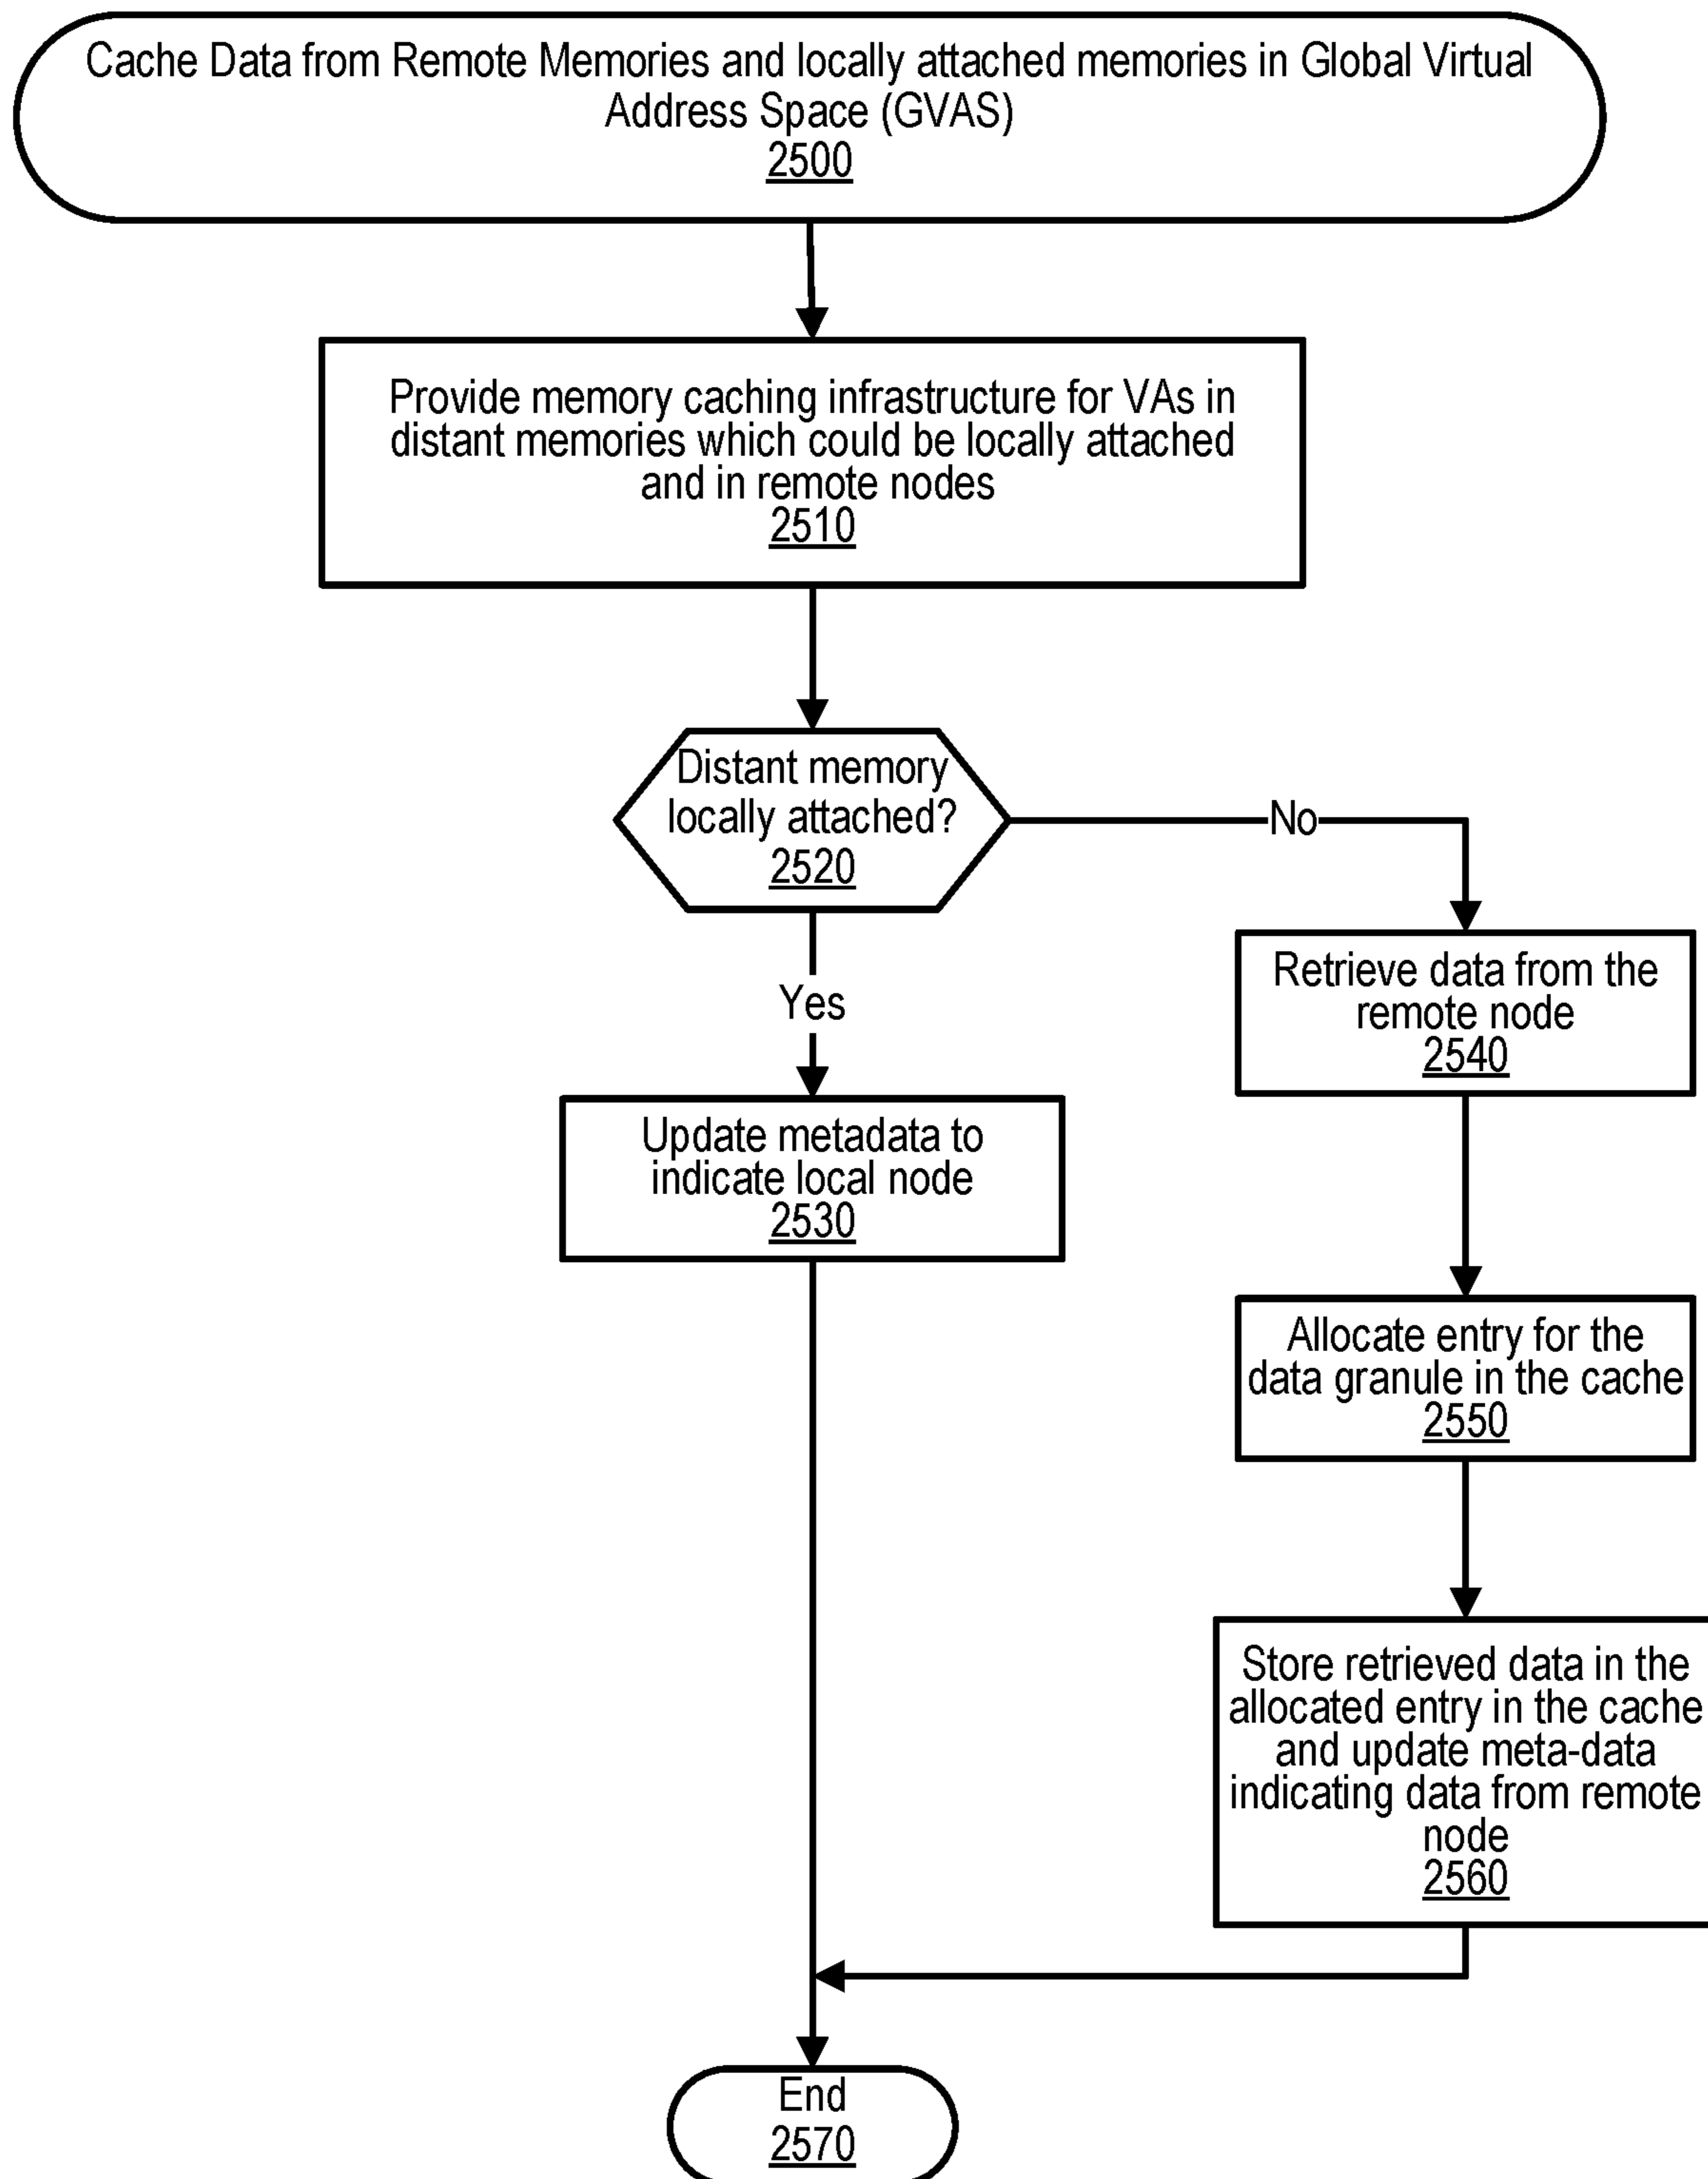 Cache Data from Remote Memories and locally attached memories in Global Virtual
Address Space (GVAS)
2500
Provide memory caching infrastructure for VAs in
distant memories which could be locally attached
and in remote nodes
2510
Distant memory
locally attached?
2520
No
Yes
Retrieve data from the
remote node
2540
Update metadata to
indicate local node
2530
Allocate entry for the
data granule in the cache
2550
Store retrieved data in the
allocated entry in the cache
and update meta-data
indicating data from remote
node
2560
End
2570